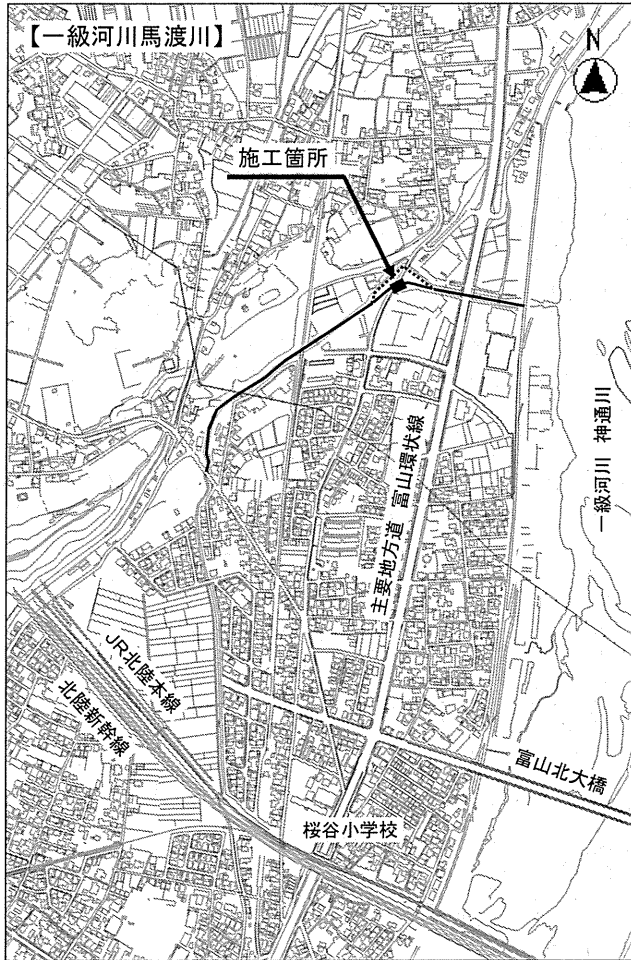 【一級河川馬渡川】
N
施工箇所
一級河川 神通川
主要地方道 富山環状線
JR北陸本線
北陸新幹線
富山北大橋
桜谷小学校